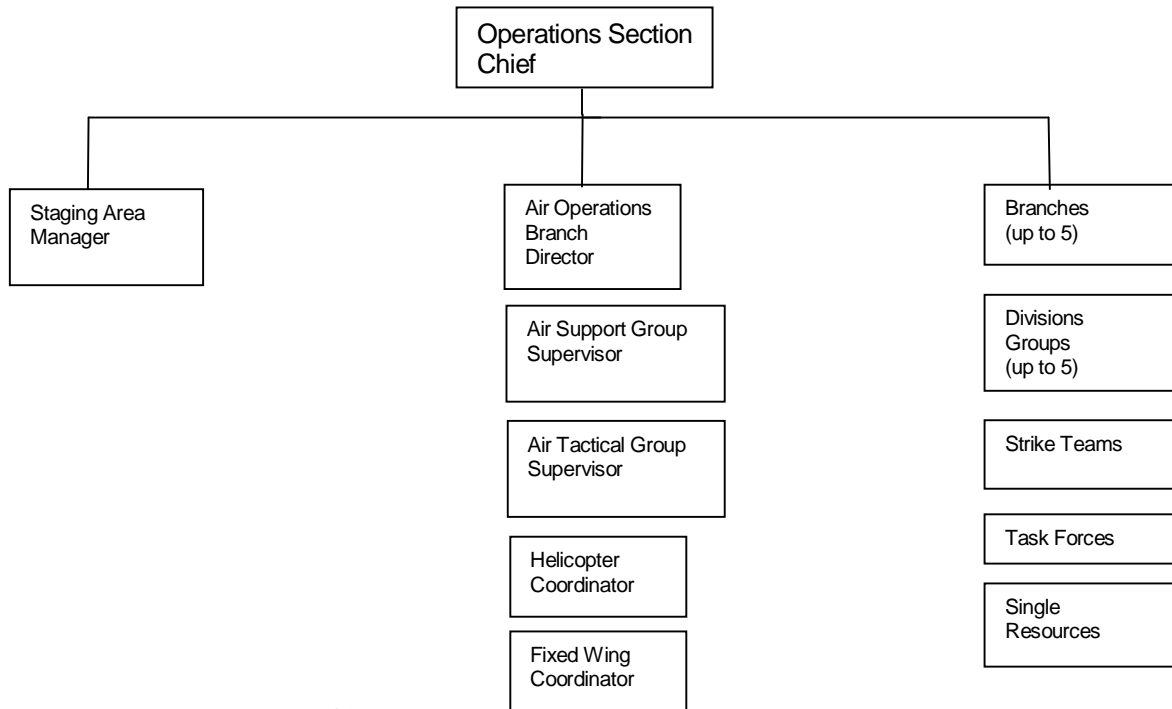 Operations Section
Chief
Staging Area
Manager
Air Operations
Branch
Director
Air Support Group
Supervisor
Air Tactical Group
Supervisor
Helicopter
Coordinator
Fixed Wing
Coordinator
Branches
(up to 5)
Divisions
Groups
(up to 5)
Strike Teams
Task Forces
Single
Resources